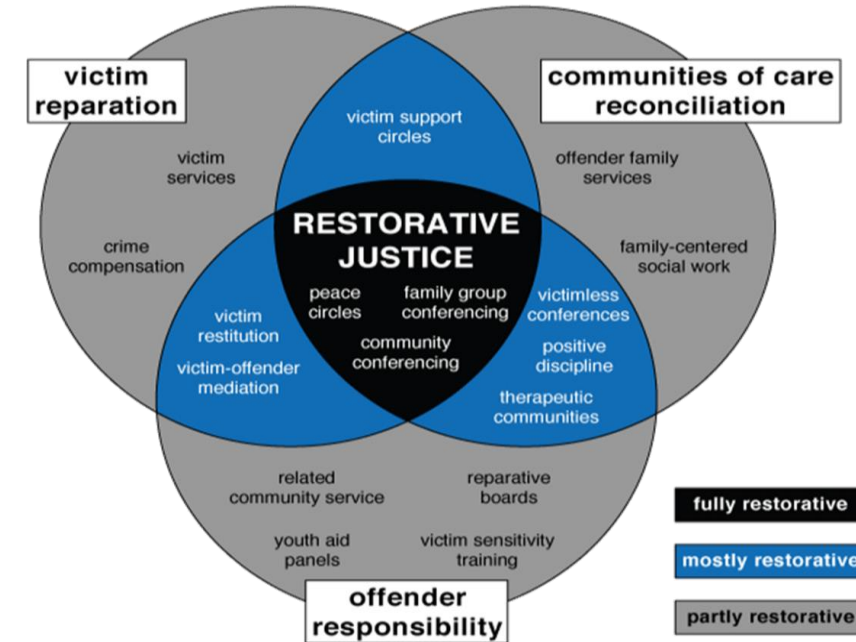 victim
reparation
communities of care
reconciliation
victim support
circles
victim
services
offender family
services
crime
compensation
family-centered
social work
RESTORATIVE
JUSTICE
peace
circles
family group
conferencing
community
conferencing
victim
restitution
victim-offender
mediation
victimless
conferences
positive
discipline
therapeutic
communities
related
community service
reparative
boards
youth aid
panels
victim sensitivity
training
offender
responsibility
fully restorative
mostly restorative
partly restorative